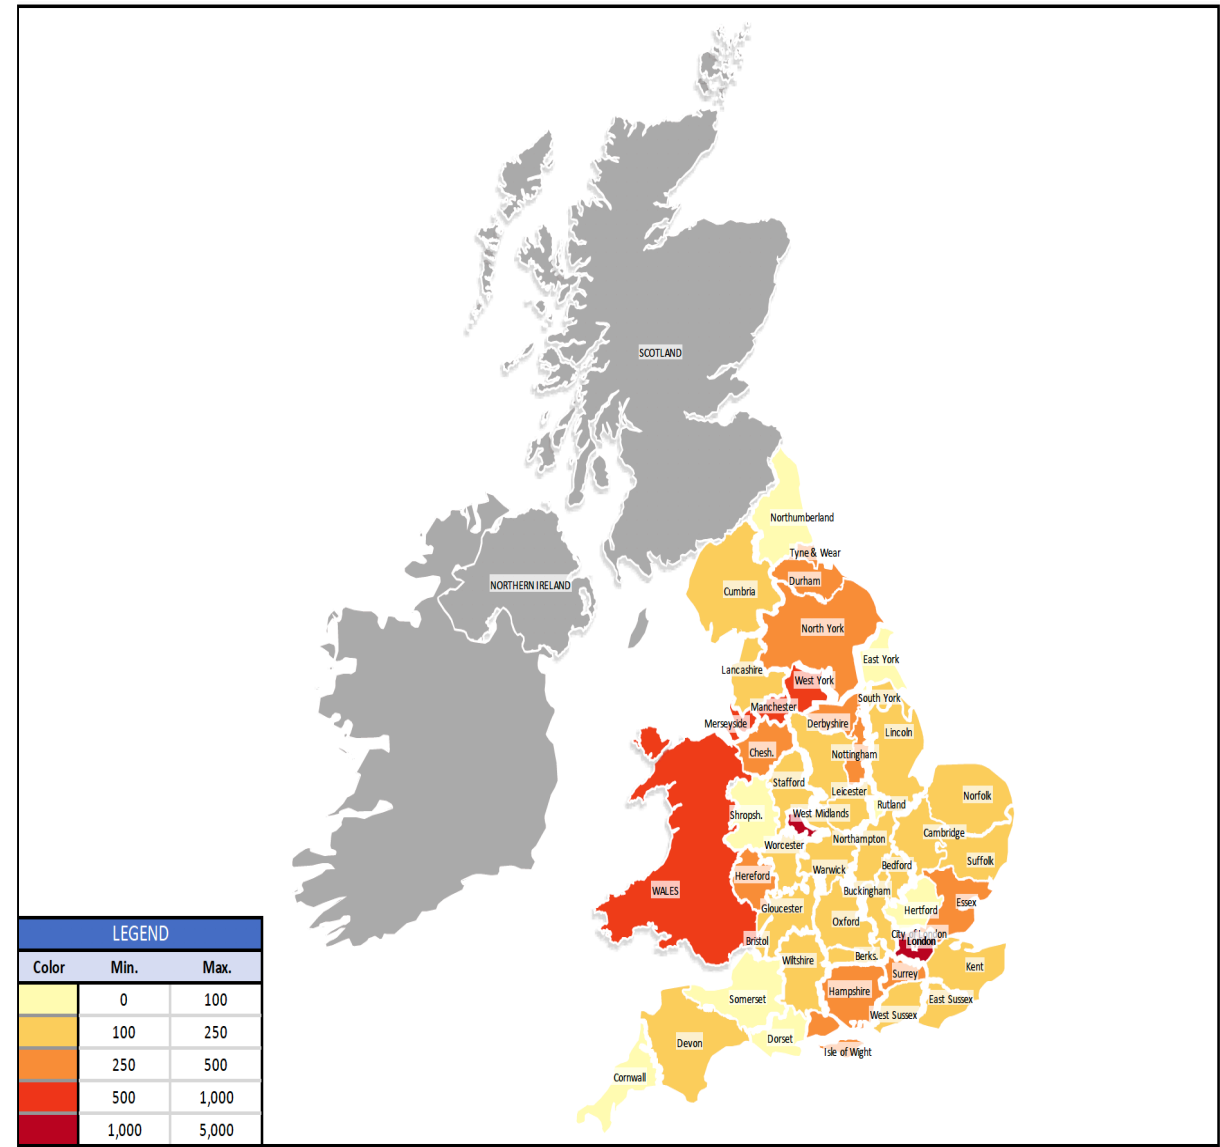 SCOTLAND
Northumberland
Tyne & Wear
NORTHERN IRELAND
Durham
Cumbria
North York
East York
Lancashire
West York
South York
Manchester
Merseyside
Derbyshire
Lincoln
Chesh.
Nottingham
Stafford
Leicester
Norfolk
Rutland
Shropsh.
West Midlands
Cambridge
Northampton
Worcester
Suffolk
Bedford
Warwick
Hereford
WALES
Buckingham
Essex
Gloucester
Hertford
Oxford
City of London
London
Bristol
Berks.
Wiltshire
Kent
Surrey
Hampshire
Somerset
East Sussex
West Sussex
Dorset
Devon
Isle of Wight
Cornwall
LEGEND
Color Min. Max.
0 100
100 250
250 500
500 1,000
1,000 5,000